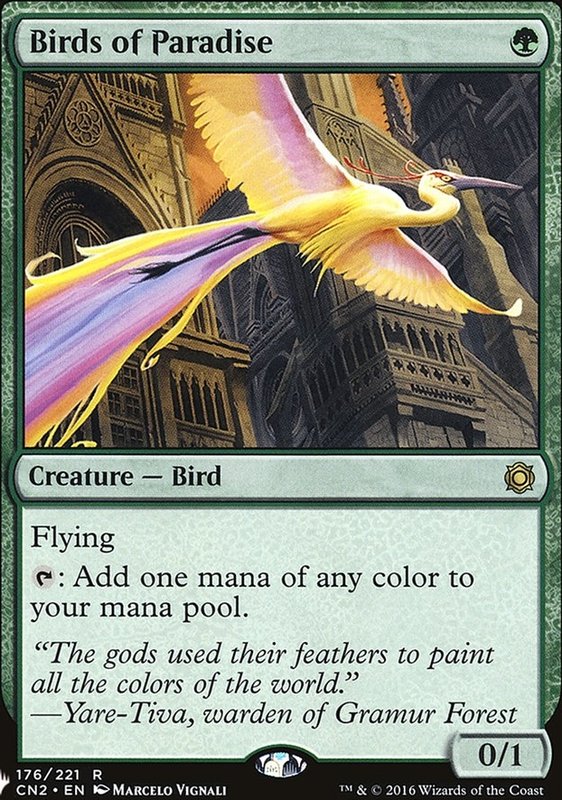 Birds of Paradise
Creature — Bird
Flying
: Add one mana of any color to
your mana pool.
“The gods used their feathers to paint
all the colors of the world.”
—Yare-Tiva, warden of Gramur Forest
0/1
176/221 R
CN2 • EN Marcelo Vignali
™ & © 2016 Wizards of the Coast